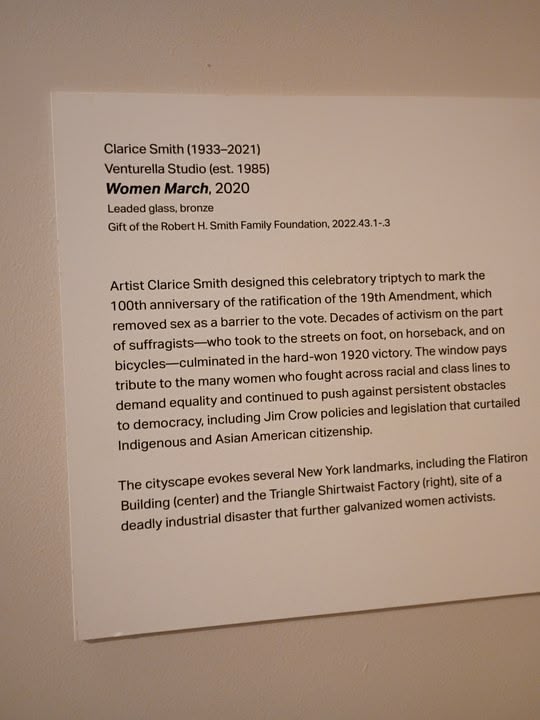 Clarice Smith (1933–2021)
Venturella Studio (est. 1985)
Women March, 2020
Leaded glass, bronze
Gift of the Robert H. Smith Family Foundation, 2022.43.1-.3
Artist Clarice Smith designed this celebratory triptych to mark the
100th anniversary of the ratification of the 19th Amendment, which
removed sex as a barrier to the vote. Decades of activism on the part
of suffragists—who took to the streets on foot, on horseback, and on
bicycles—culminated in the hard-won 1920 victory. The window pays
tribute to the many women who fought across racial and class lines to
demand equality and continued to push against persistent obstacles
to democracy, including Jim Crow policies and legislation that curtailed
Indigenous and Asian American citizenship.
The cityscape evokes several New York landmarks, including the Flatiron
Building (center) and the Triangle Shirtwaist Factory (right), site of a
deadly industrial disaster that further galvanized women activists.